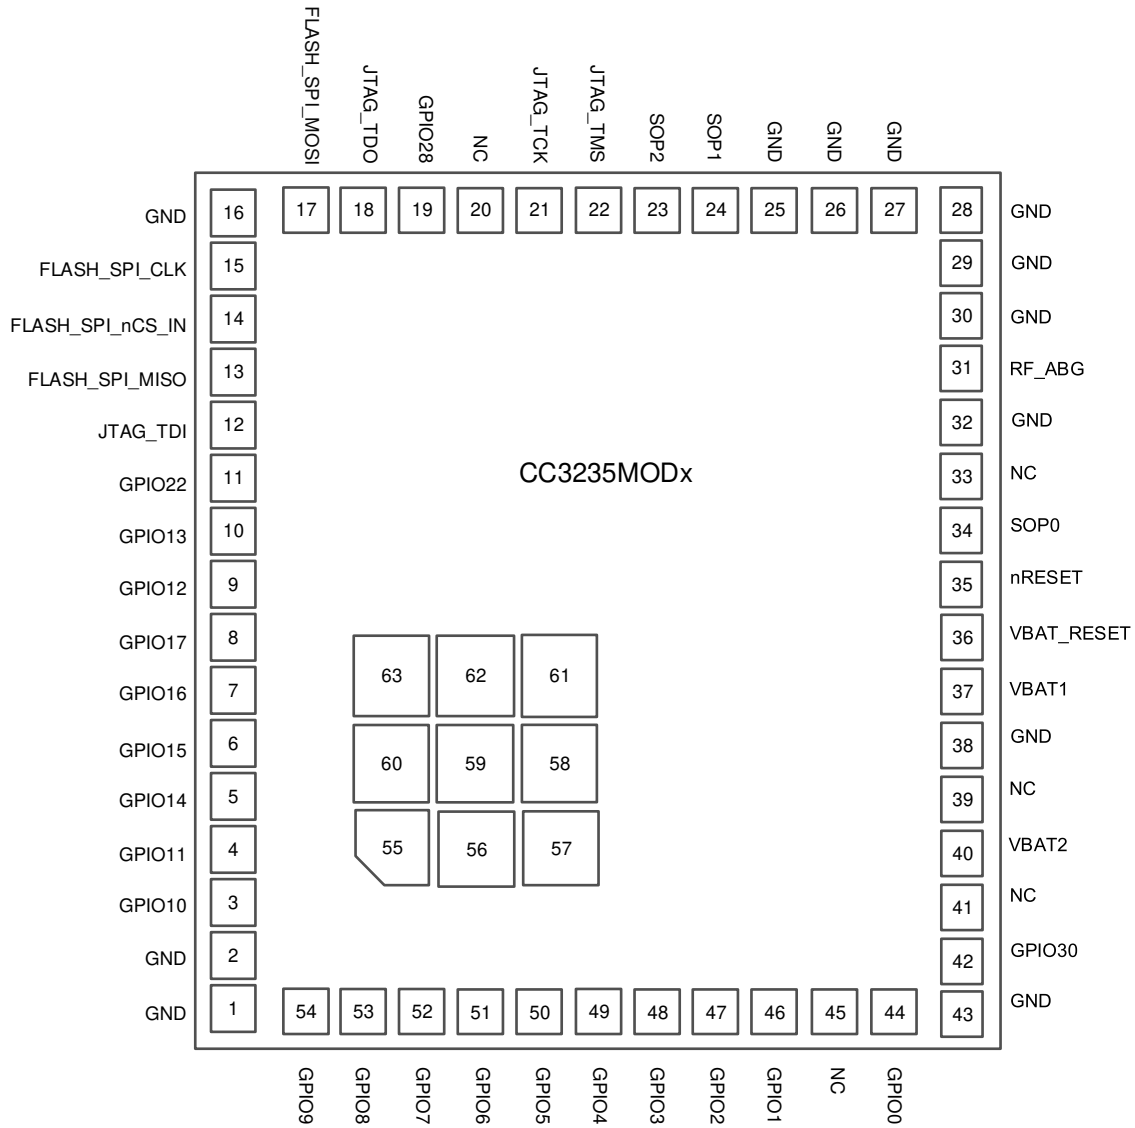 FLASH_SPI_MOSI
JTAG_TDO
GPIO28
NC
JTAG_TCK
JTAG_TMS
SOP2
SOP1
GND
GND
GND
17 18 19 20 21 22 23 24 25 26 27
GND 16
FLASH_SPI_CLK 15
FLASH_SPI_nCS_IN 14
FLASH_SPI_MISO 13
JTAG_TDI 12
GPIO22 11
GPIO13 10
GPIO12 9
GPIO17 8
GPIO16 7
GPIO15 6
GPIO14 5
GPIO11 4
GPIO10 3
GND 2
GND 1
CC3235MODx
63 62 61
60 59 58
55 56 57
28 GND
29 GND
30 GND
31 RF_ABG
32 GND
33 NC
34 SOP0
35 nRESET
36 VBAT_RESET
37 VBAT1
38 GND
39 NC
40 VBAT2
41 NC
42 GPIO30
43 GND
54 53 52 51 50 49 48 47 46 45 44
GPIO9
GPIO8
GPIO7
GPIO6
GPIO5
GPIO4
GPIO3
GPIO2
GPIO1
NC
GPIO0